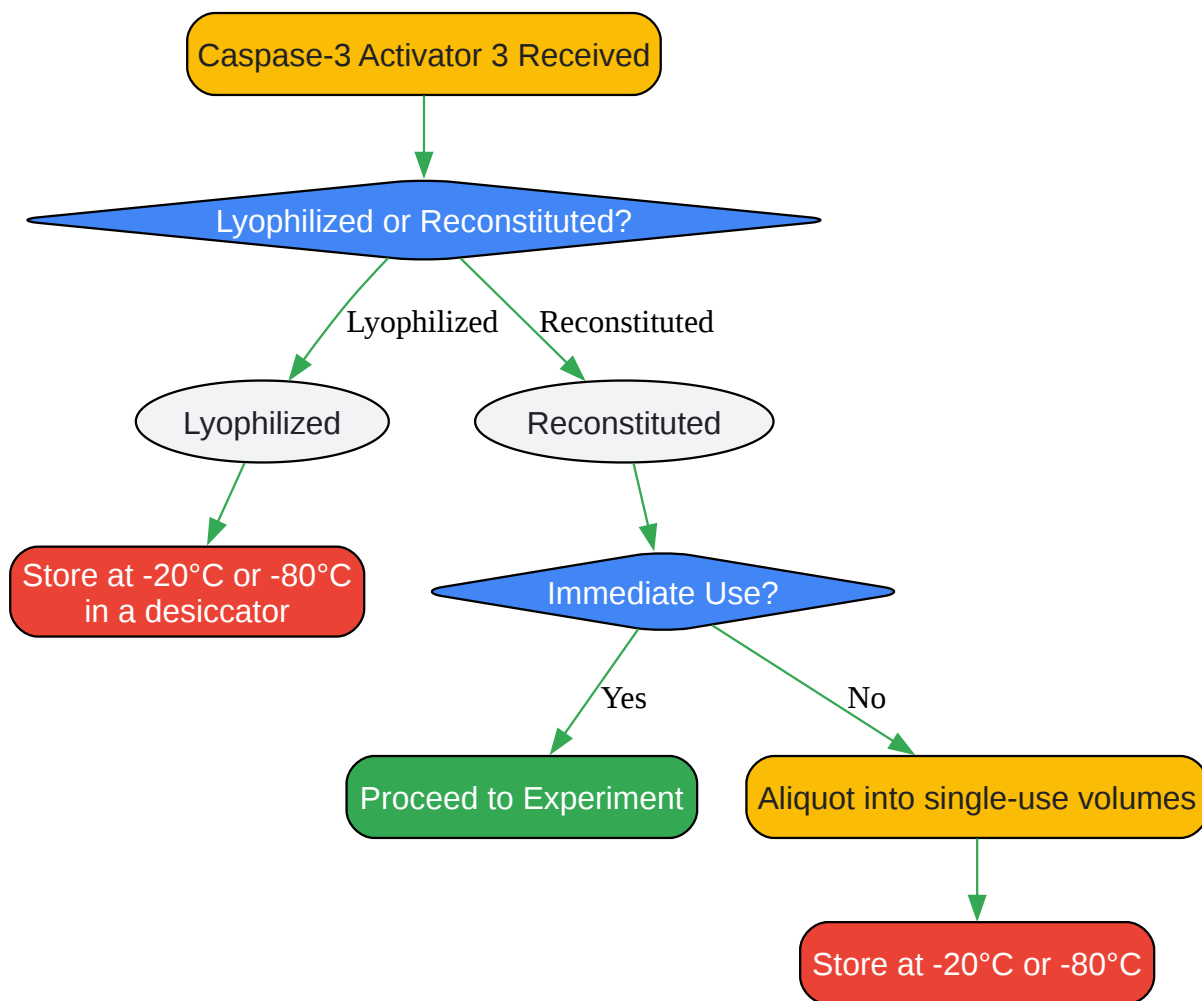 Caspase-3 Activator 3 Received
Lyophilized or Reconstituted?
Lyophilized
Reconstituted
Lyophilized
Reconstituted
Store at -20°C or -80°C
in a desiccator
Immediate Use?
Yes
No
Proceed to Experiment
Aliquot into single-use volumes
Store at -20°C or -80°C